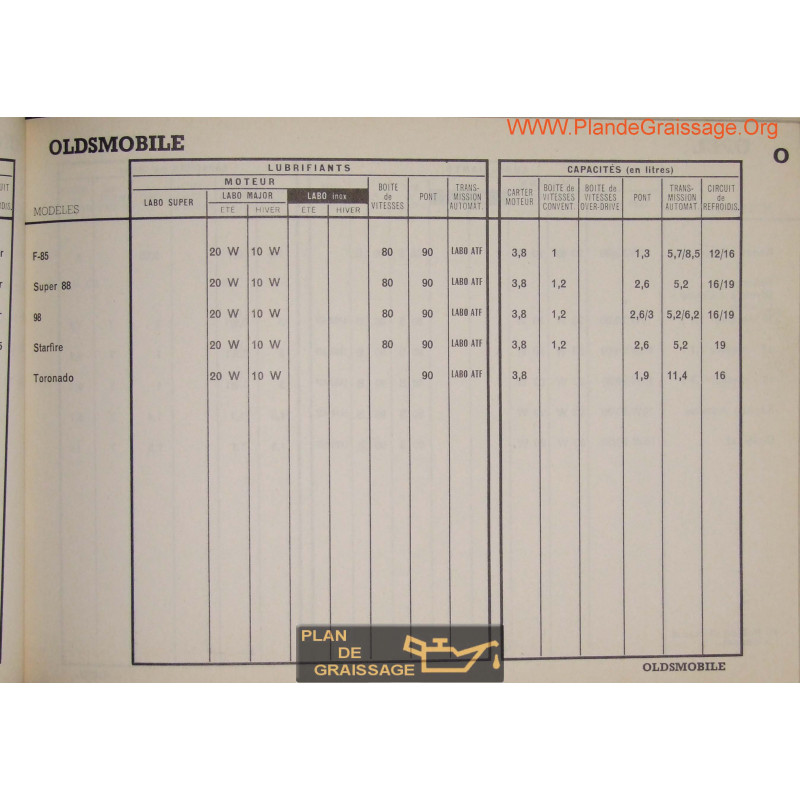 www.PlandeGraissage.Org
OLDSMOBILE
O
LUBRIFIANTS
CAPACITÉS (en litres)
MOTEUR
MODELES
LABO SUPER
LABO MAJOR
LABO inox
ÉTÉ
HIVER
ÉTÉ
HIVER
BOITE
de
VITESSES
PONT
TRANS-
MISSION
AUTOMAT.
CARTER
MOTEUR
BOITE de
VITESSES
CONVENT.
BOITE de
VITESSES
OVER-DRIVE.
PONT
TRANS-
MISSION
AUTOMAT.
CIRCUIT
de
REFROIDIS.
F-85 20 W 10 W 80 90 LABO ATF 3,8 1 1,3 5,7/8,5 12/16
Super 88 20 W 10 W 80 90 LABO ATF 3,8 1,2 2,6 5,2 16/19
98 20 W 10 W 80 90 LABO ATF 3,8 1,2 2,6/3 5,2/6,2 16/19
Starfire 20 W 10 W 80 90 LABO ATF 3,8 1,2 2,6 5,2 19
Toronado 20 W 10 W 90 LABO ATF 3,8 1,9 11,4 16
PLAN
DE
GRAISSAGE
OLDSMOBILE